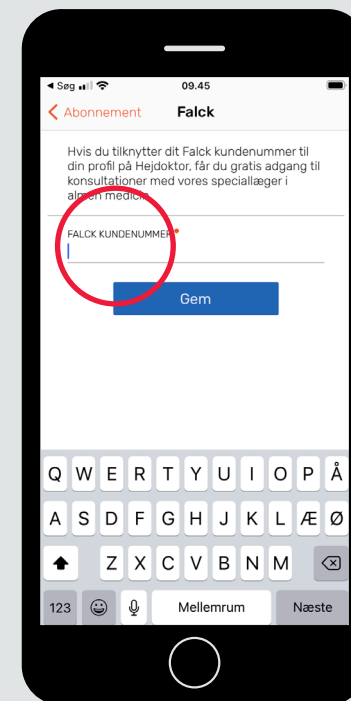 ◀ Søg 09.45
Abonnement Falck
Hvis du tilknytter dit Falck kundenummer til
din profil på Hejdoktor, får du gratis adgang til
konsultationer med vores speciallæger i
almen medicin.
FALCK KUNDENUMMER*
Gem
Q W E R T Y U I O P Å
A S D F G H J K L Æ Ø
Z X C V B N M
123 Mellemrum Næste